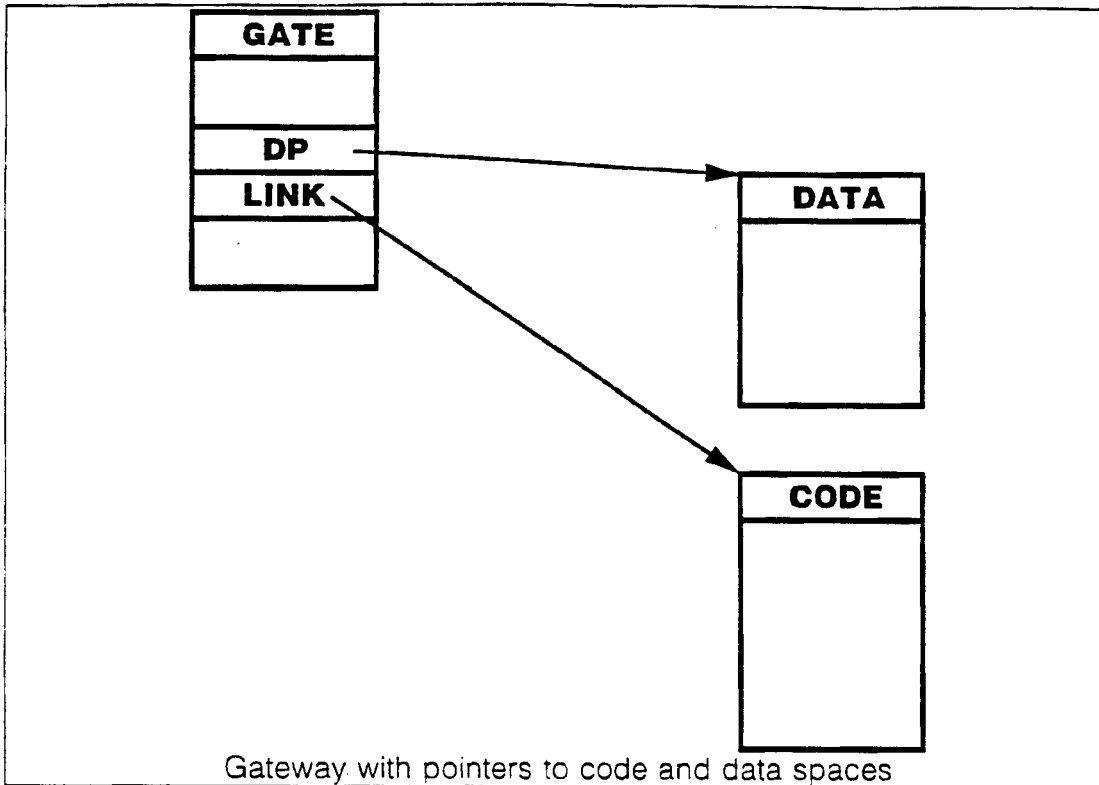 GATE
DP
LINK
DATA
CODE
Gateway with pointers to code and data spaces